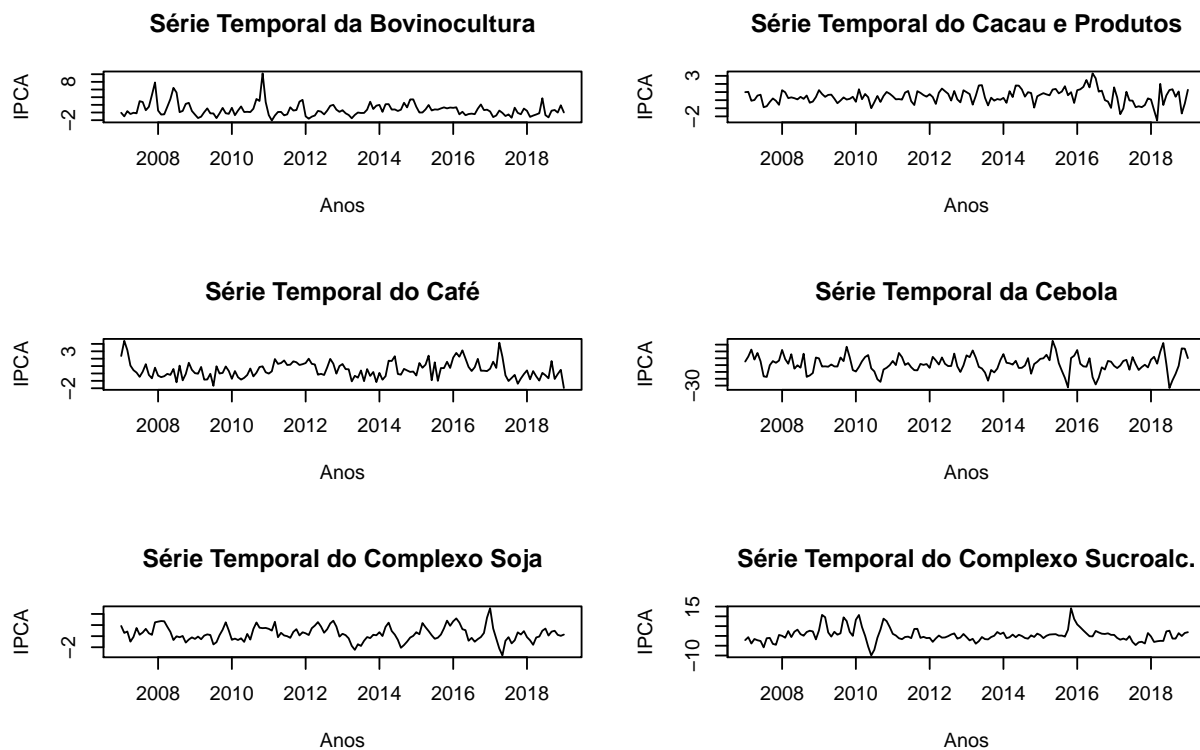 Série Temporal da Bovinocultura
IPCA
8
−2
2008 2010 2012 2014 2016 2018
Anos
Série Temporal do Cacau e Produtos
IPCA
3
−2
2008 2010 2012 2014 2016 2018
Anos
Série Temporal do Café
IPCA
3
−2
2008 2010 2012 2014 2016 2018
Anos
Série Temporal da Cebola
IPCA
−30
2008 2010 2012 2014 2016 2018
Anos
Série Temporal do Complexo Soja
IPCA
−2
2008 2010 2012 2014 2016 2018
Anos
Série Temporal do Complexo Sucroalc.
IPCA
15
−10
2008 2010 2012 2014 2016 2018
Anos